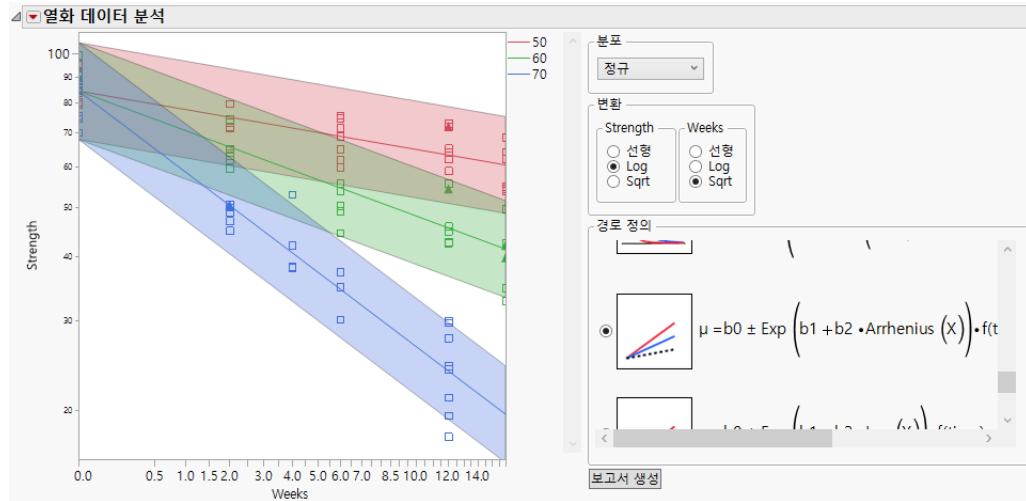 열화 데이터 분석
50
60
70
100
90
80
70
60
50
40
30
20
Strength
0.0 0.5 1.0 1.5 2.0 3.0 4.0 5.0 6.0 7.0 8.5 10.0 12.0 14.0
Weeks
분포
정규
변환
Strength
선형
Log
Sqrt
Weeks
선형
Log
Sqrt
경로 정의
μ =b0 ± Exp (b1 +b2 •Arrhenius (X)) • f(t
보고서 생성